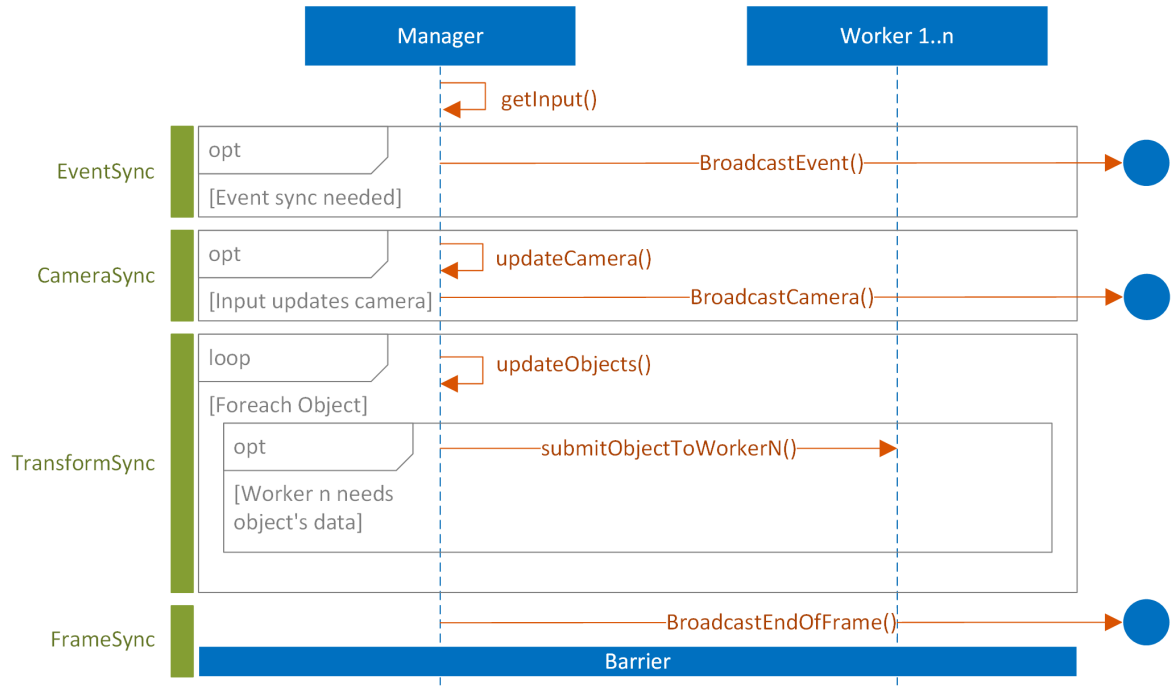 Manager
Worker 1..n
getInput()
EventSync
opt
BroadcastEvent()
[Event sync needed]
CameraSync
opt
updateCamera()
[Input updates camera]
BroadcastCamera()
TransformSync
loop
updateObjects()
[Foreach Object]
opt
submitObjectToWorkerN()
[Worker n needs
object's data]
FrameSync
BroadcastEndOfFrame()
Barrier